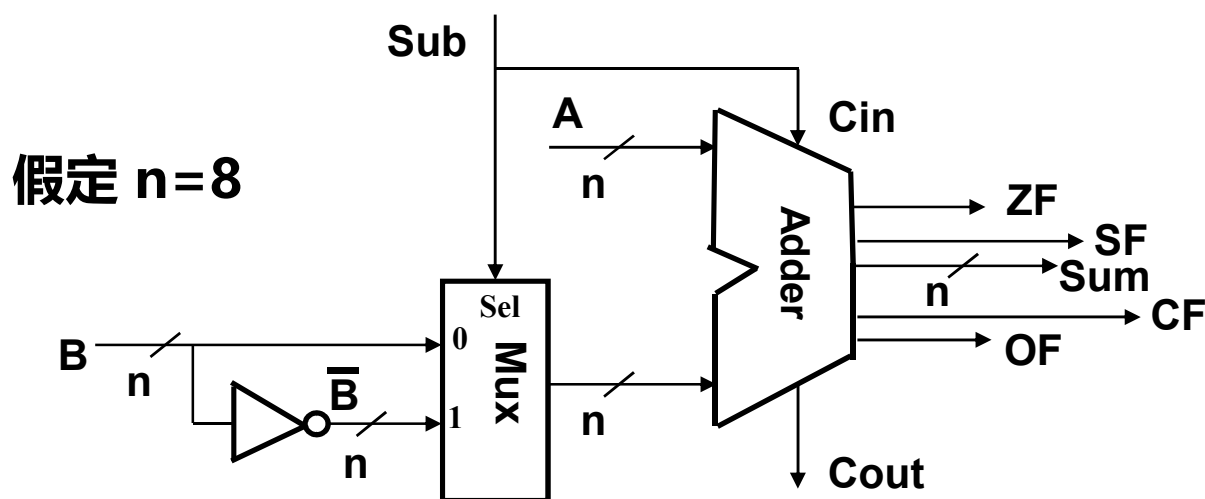 Sub
A
n
Cin
假定 n=8
ZF
SF
n
Sum
CF
OF
Adder
Sel
0
Mux
1
B
n
B̅
n
n
Cout